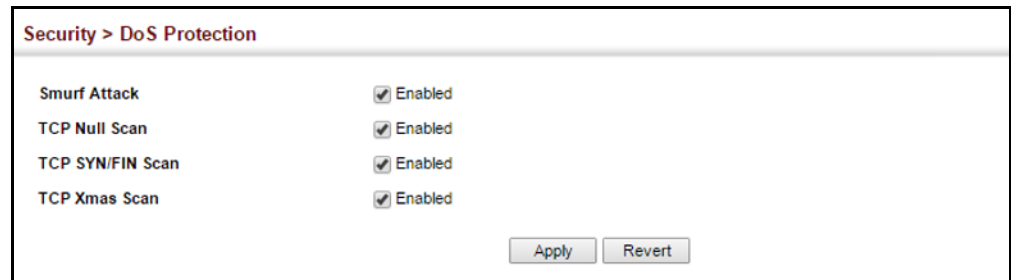 Security > DoS Protection
Smurf Attack Enabled
TCP Null Scan Enabled
TCP SYN/FIN Scan Enabled
TCP Xmas Scan Enabled
Apply Revert